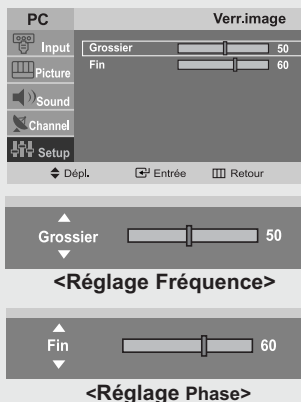 PC Verr.image
Input
Grossier 50
Fin 60
Picture
Sound
Channel
Setup
Dépl. Entrée Retour
Grossier 50
<Réglage Fréquence>
Fin 60
<Réglage Phase>